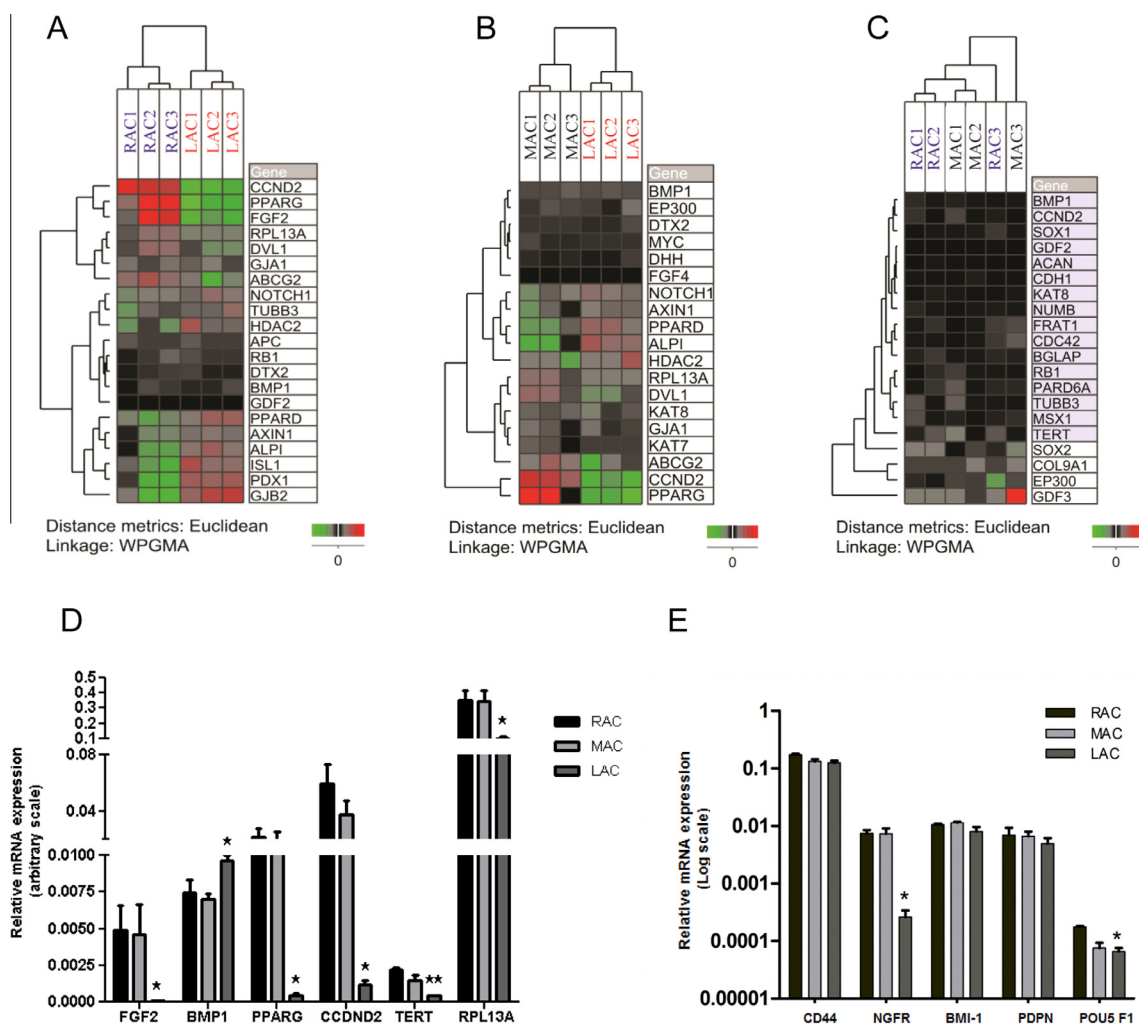 A
RAC1 RAC2 RAC3 LAC1 LAC2 LAC3
Gene
CCND2
PPARG
FGF2
RPL13A
DVL1
GJA1
ABCG2
NOTCH1
TUBB3
HDAC2
APC
RB1
DTX2
BMP1
GDF2
PPARD
AXIN1
ALPI
ISL1
PDX1
GJB2
Distance metrics: Euclidean
Linkage: WPGMA
0
B
MAC1 MAC2 MAC3 LAC1 LAC2 LAC3
Gene
BMP1
EP300
DTX2
MYC
DHH
FGF4
NOTCH1
AXIN1
PPARD
ALPI
HDAC2
RPL13A
DVL1
KAT8
GJA1
KAT7
ABCG2
CCND2
PPARG
Distance metrics: Euclidean
Linkage: WPGMA
0
C
RAC1 RAC2 MAC1 MAC2 RAC3 MAC3
Gene
BMP1
CCND2
SOX1
GDF2
ACAN
CDH1
KAT8
NUMB
FRAT1
CDC42
BGLAP
RB1
PARD6A
TUBB3
MSX1
TERT
SOX2
COL9A1
EP300
GDF3
Distance metrics: Euclidean
Linkage: WPGMA
0
D
Relative mRNA expression
(arbitrary scale)
0.5
0.4
0.3
0.2
0.1
0.08
0.04
0.0100
0.0075
0.0050
0.0025
0.0000
★ ★ ★ ★ ★★ ★
FGF2 BMP1 PPARG CCDND2 TERT RPL13A
RAC
MAC
LAC
E
Relative mRNA expression
(Log scale)
1
0.1
0.01
0.001
0.0001
0.00001
* *
CD44 NGFR BMI-1 PDPN POU5 F1
RAC
MAC
LAC